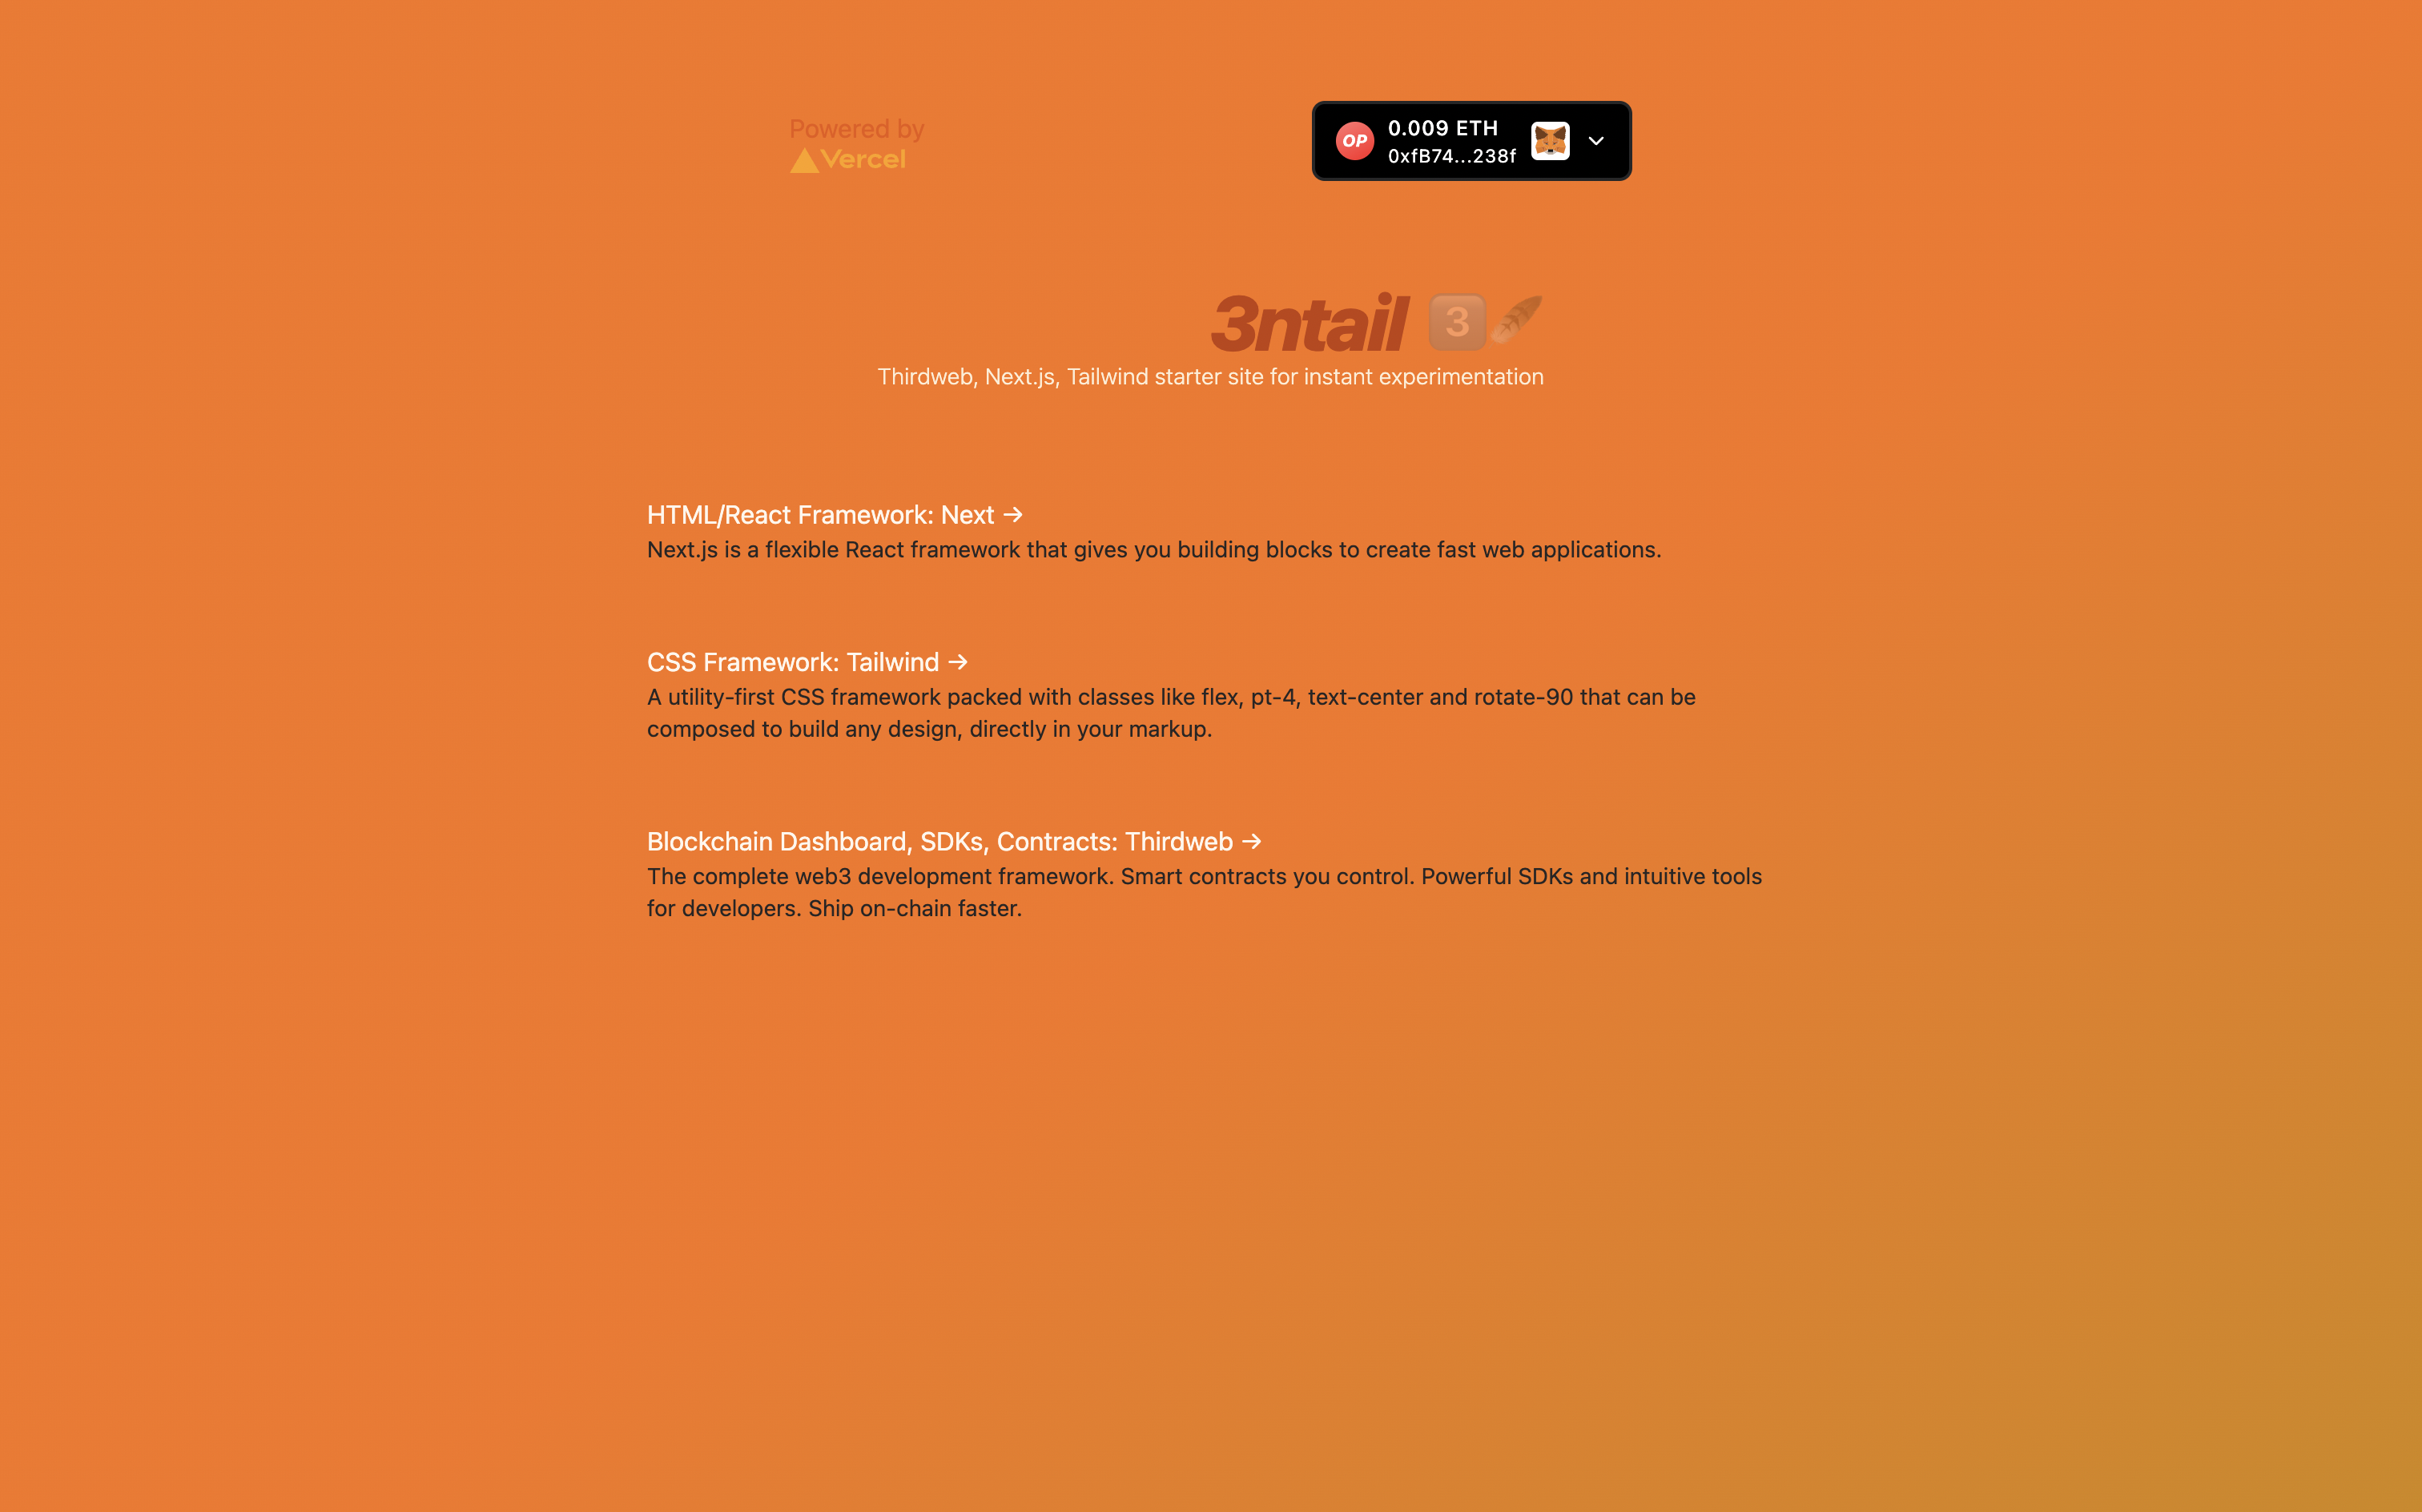 Powered by
Vercel
OP
0.009 ETH
0xfB74...238f
3ntail 3
Thirdweb, Next.js, Tailwind starter site for instant experimentation
HTML/React Framework: Next →
Next.js is a flexible React framework that gives you building blocks to create fast web applications.
CSS Framework: Tailwind →
A utility-first CSS framework packed with classes like flex, pt-4, text-center and rotate-90 that can be
composed to build any design, directly in your markup.
Blockchain Dashboard, SDKs, Contracts: Thirdweb →
The complete web3 development framework. Smart contracts you control. Powerful SDKs and intuitive tools
for developers. Ship on-chain faster.